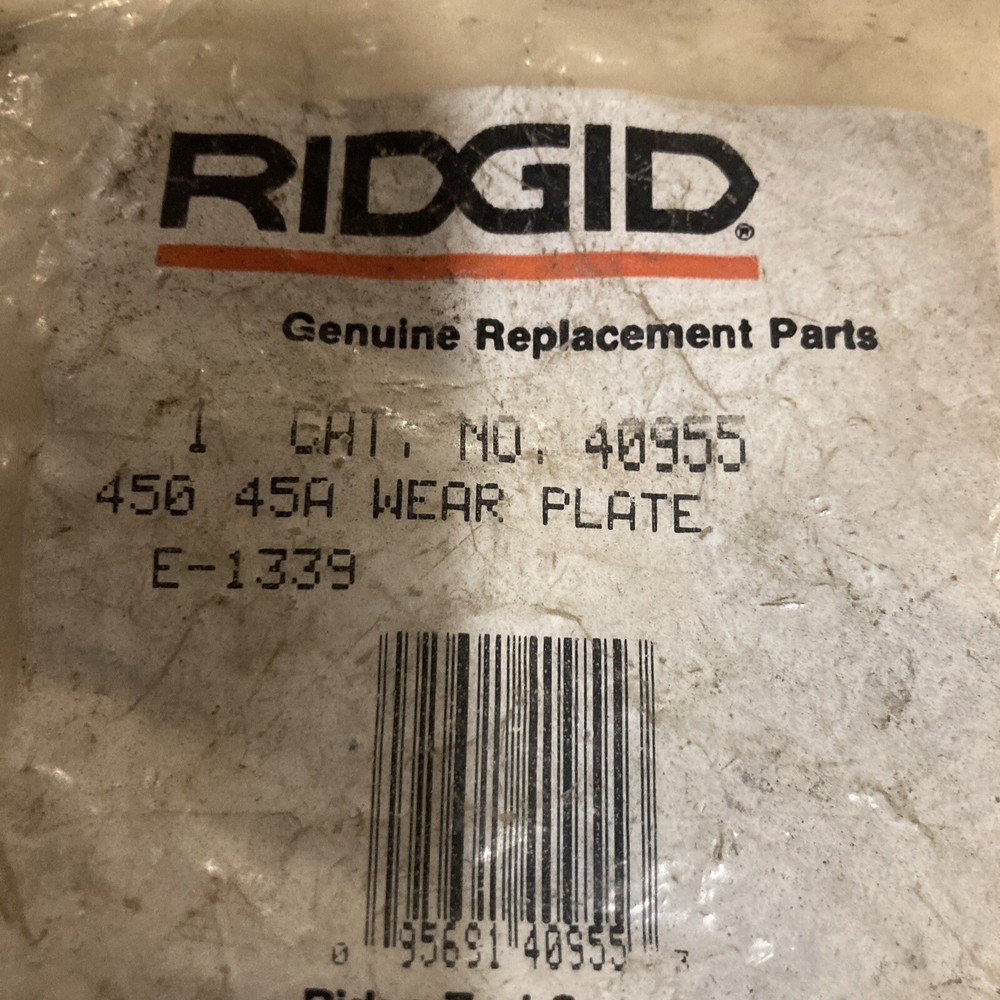 RIDGID®
Genuine Replacement Parts
1 CAT. NO. 40955
450 45A WEAR PLATE
E-1339
0 95691 40955 3